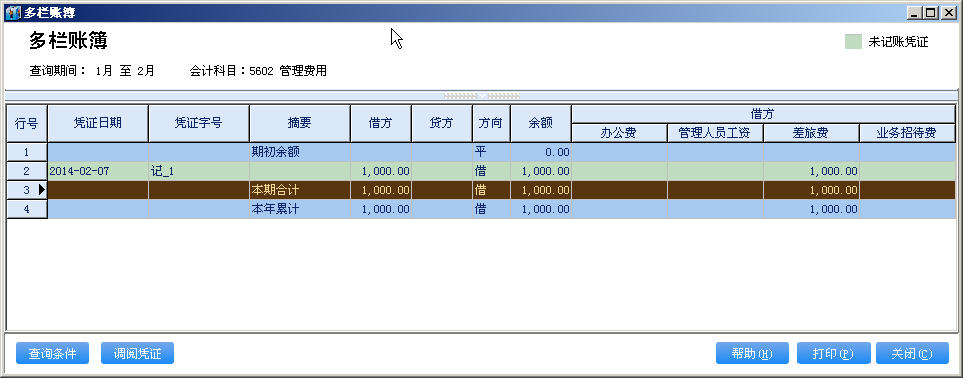 多栏账簿
多栏账簿
未记账凭证
查询期间： 1月 至 2月 会计科目：5602 管理费用
行号 凭证日期 凭证字号 摘要 借方 贷方 方向 余额 借方
办公费 管理人员工资 差旅费 业务招待费
1 期初余额 平 0.00
2 2014-02-07 记_1 1,000.00 借 1,000.00 1,000.00
3 本期合计 1,000.00 借 1,000.00 1,000.00
4 本年累计 1,000.00 借 1,000.00 1,000.00
查询条件 调阅凭证 帮助(H) 打印(P) 关闭(C)